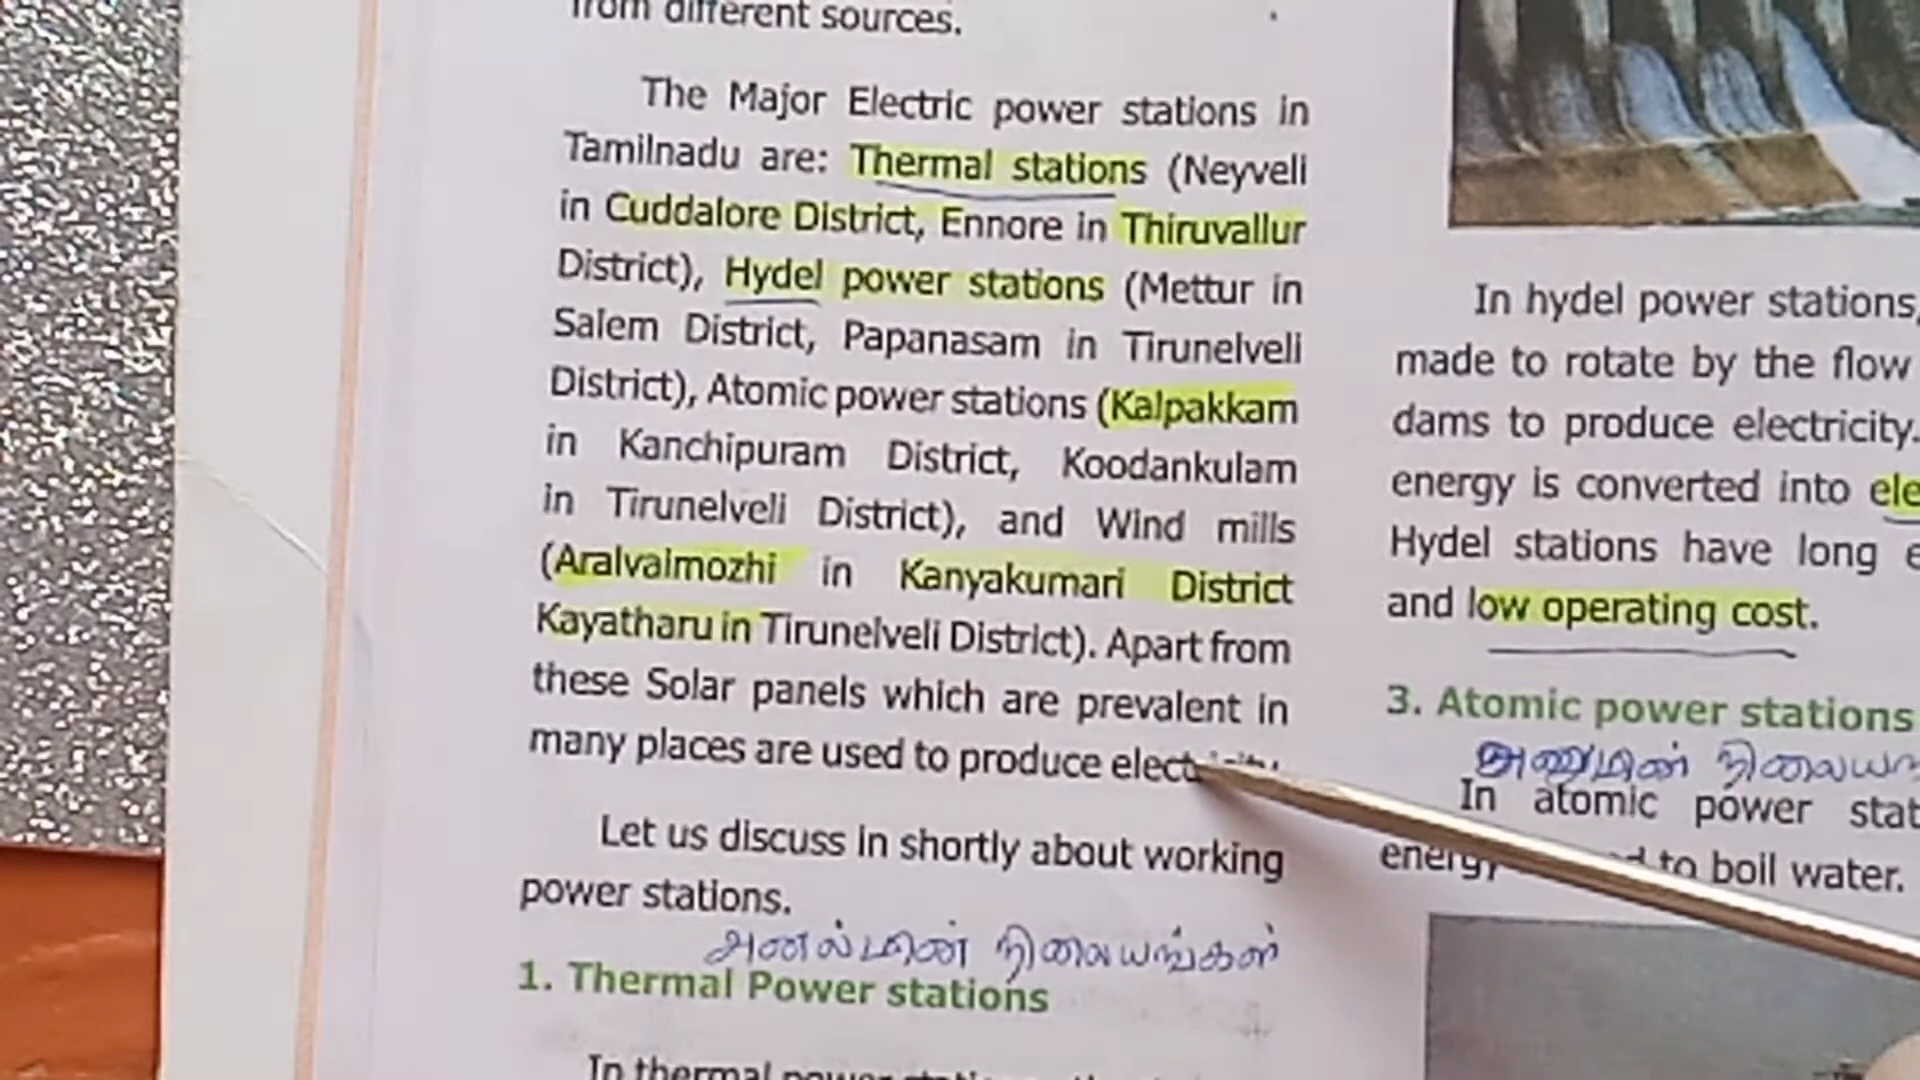 from different sources.
The Major Electric power stations in
Tamilnadu are: Thermal stations (Neyveli
in Cuddalore District, Ennore in Thiruvallur
District), Hydel power stations (Mettur in
Salem District, Papanasam in Tirunelveli
District), Atomic power stations (Kalpakkam
in Kanchipuram District, Koodankulam
in Tirunelveli District), and Wind mills
(Aralvaimozhi in Kanyakumari District
Kayatharu in Tirunelveli District). Apart from
these Solar panels which are prevalent in
many places are used to produce electricity.
Let us discuss in shortly about working
power stations.
அனல்மின் நிலையங்கள்
1. Thermal Power stations
In thermal power
In hydel power stations,
made to rotate by the flow
dams to produce electricity.
energy is converted into
Hydel stations have long
and low operating cost.
3. Atomic power stations
அணுமின்
In atomic power
energy to boil water.